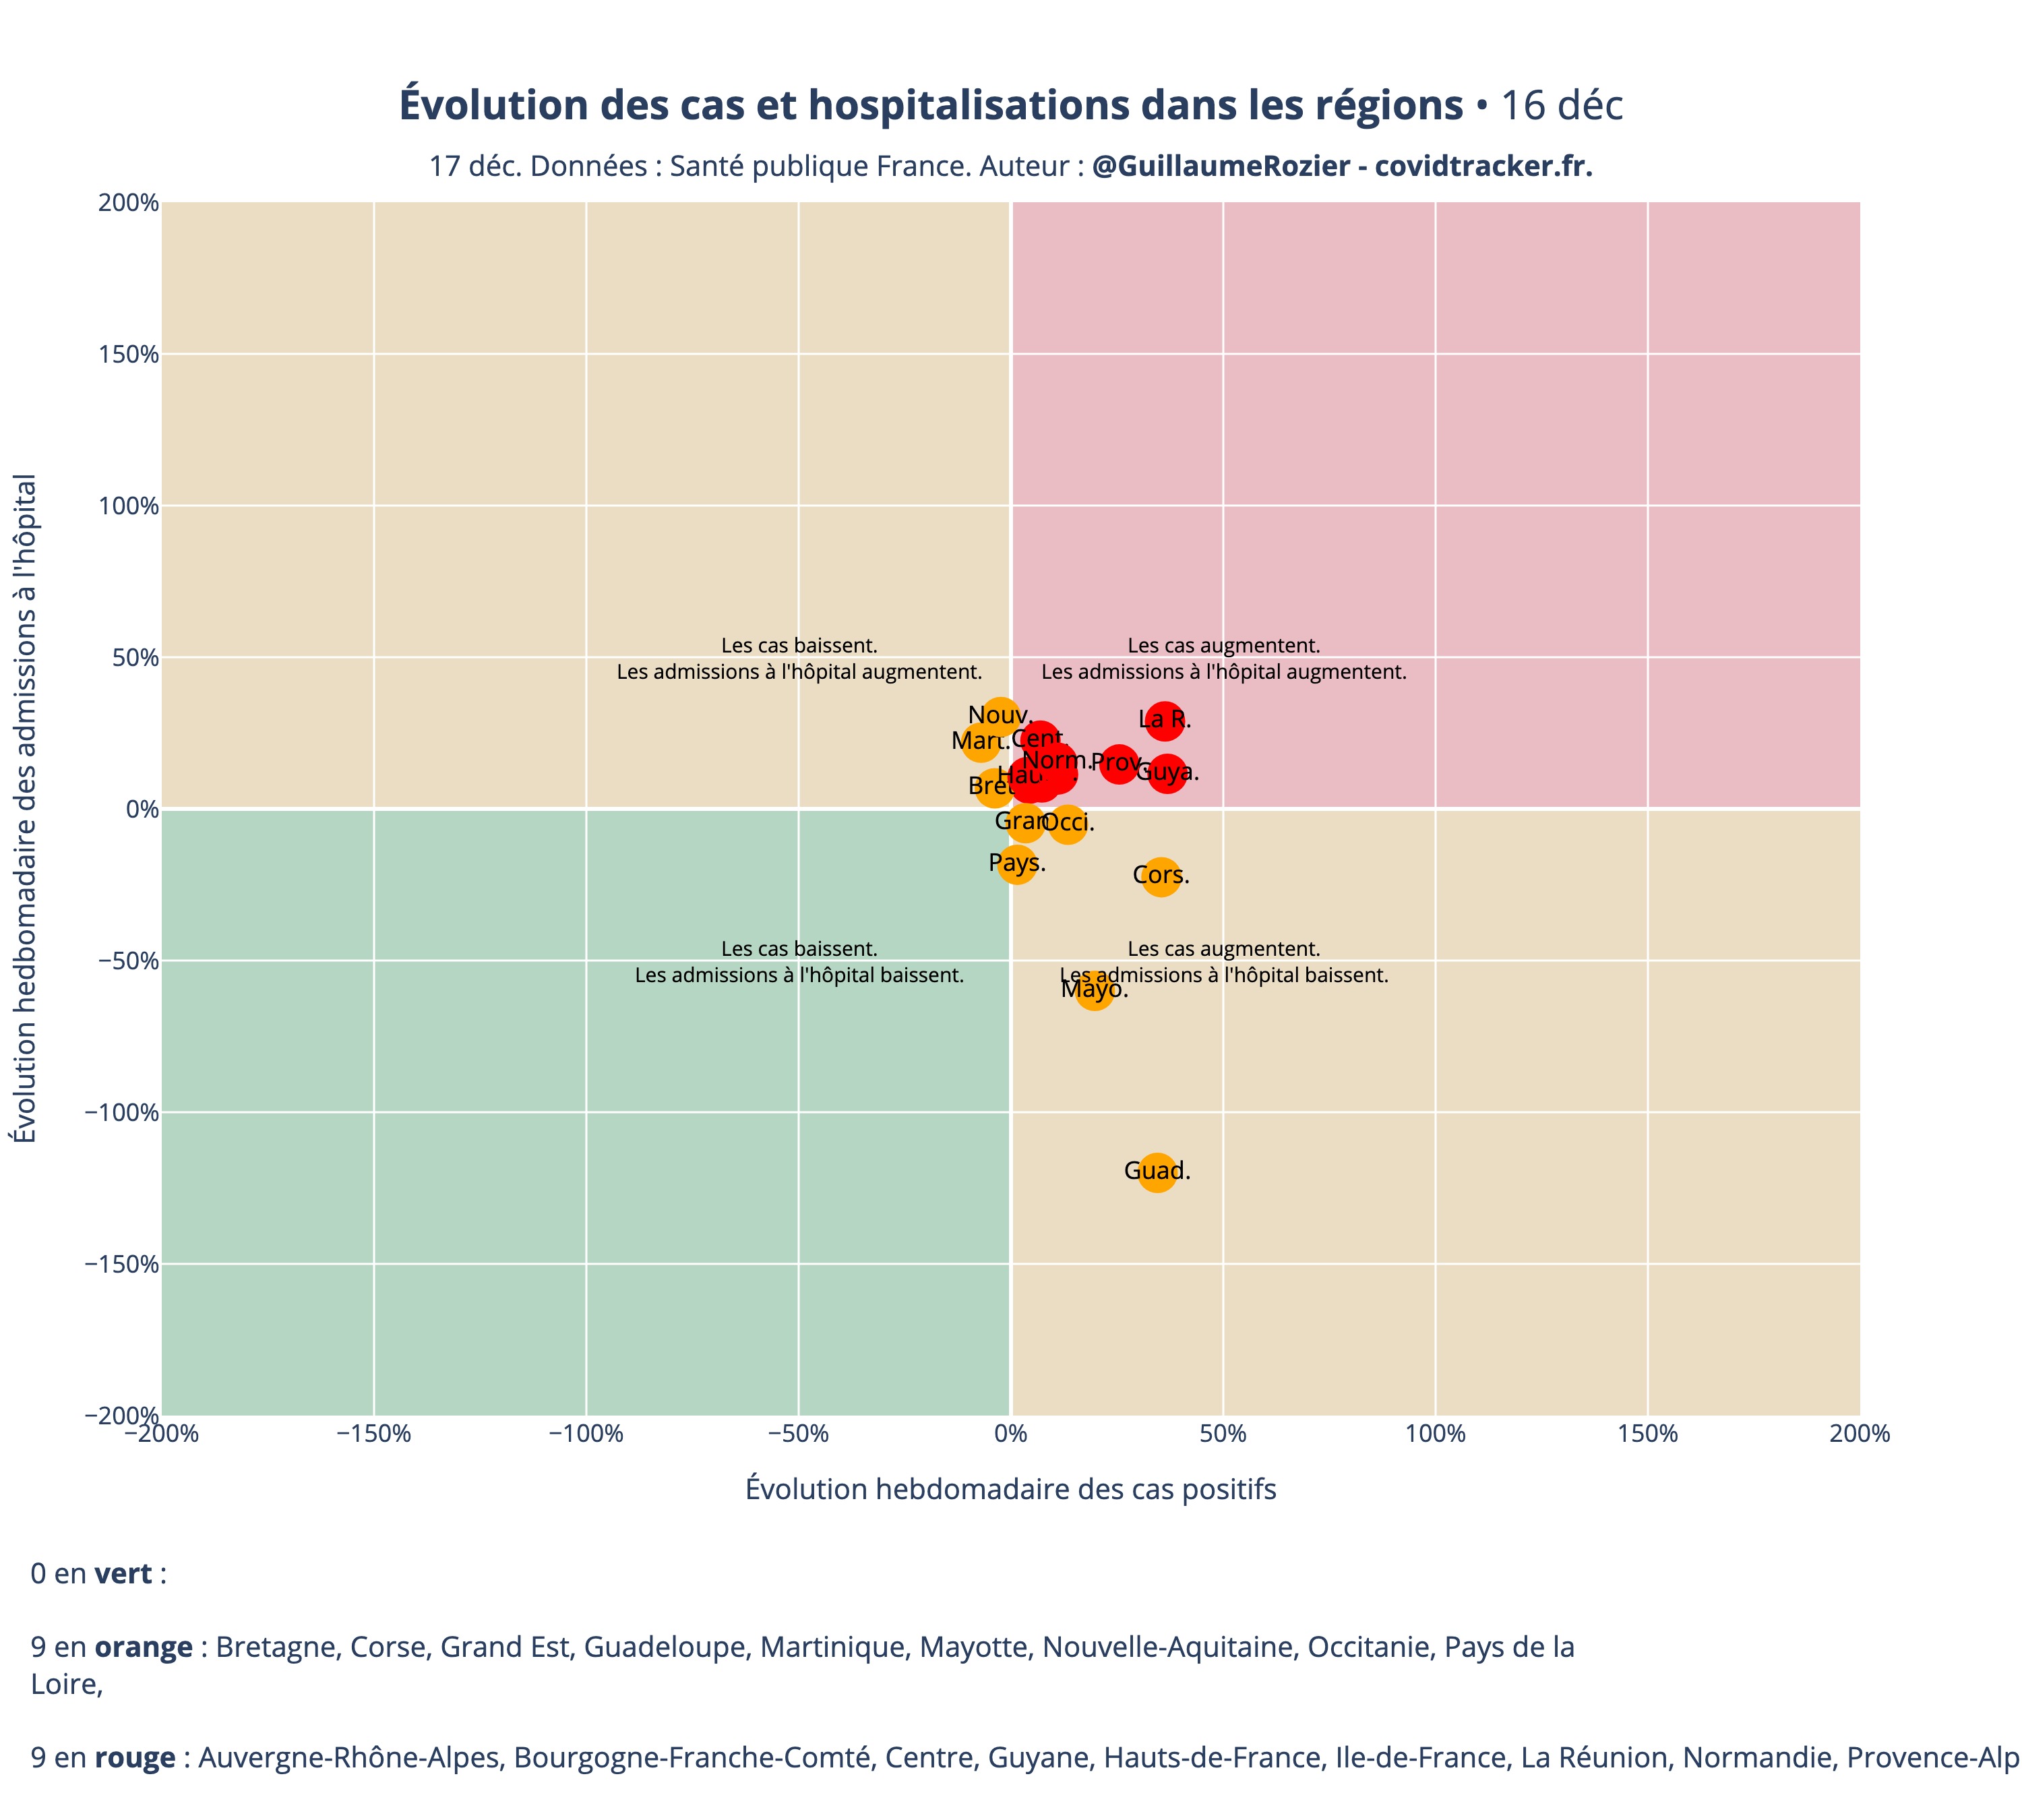 Évolution des cas et hospitalisations dans les régions • 16 déc
17 déc. Données : Santé publique France. Auteur : @GuillaumeRozier - covidtracker.fr.
Évolution hedbomadaire des admissions à l'hôpital
200%
150%
100%
50%
0%
−50%
−100%
−150%
−200%
Les cas baissent.
Les admissions à l'hôpital augmentent.
Les cas augmentent.
Les admissions à l'hôpital augmentent.
Nouv.
La R.
Mart.
Cent.
Norm.
Prov.
Guya.
Hau
Bret
Gran
Occi.
Pays.
Cors.
Les cas baissent.
Les admissions à l'hôpital baissent.
Les cas augmentent.
Les admissions à l'hôpital baissent.
Mayo.
Guad.
−200%
−150%
−100%
−50%
0%
50%
100%
150%
200%
Évolution hebdomadaire des cas positifs
0 en vert :
9 en orange : Bretagne, Corse, Grand Est, Guadeloupe, Martinique, Mayotte, Nouvelle-Aquitaine, Occitanie, Pays de la
Loire,
9 en rouge : Auvergne-Rhône-Alpes, Bourgogne-Franche-Comté, Centre, Guyane, Hauts-de-France, Ile-de-France, La Réunion, Normandie, Provence-Alp